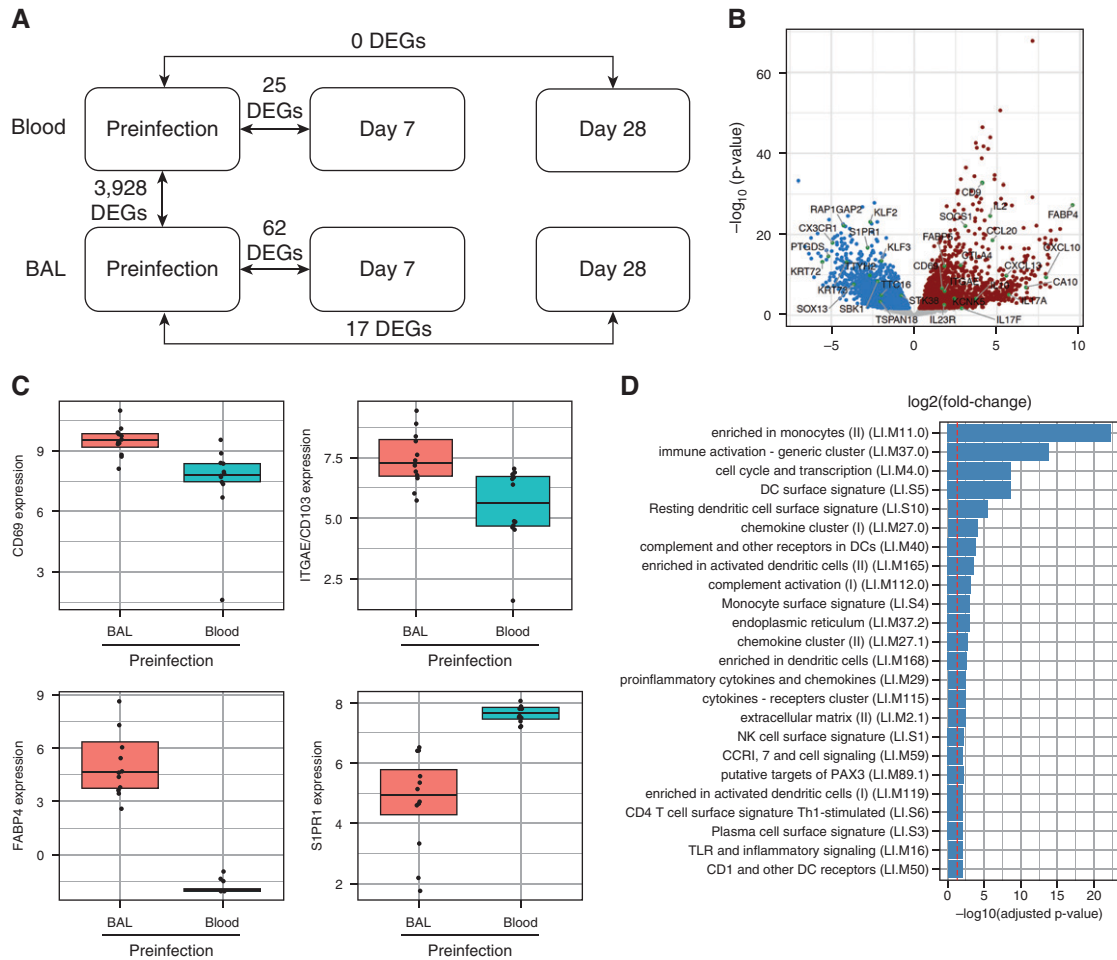 A
0 DEGs
25
DEGs
Blood
Preinfection
Day 7
Day 28
3,928
DEGs
62
DEGs
BAL
Day 7
Day 28
Preinfection
17 DEGs
B
−log10 (p-value)
60
40
20
0
−5
0
5
10
CD9
IL2
FABP4
RAP1GAP2
KLF2
SOCS1
CX3CR1
S1PR1
CCL20
PTGDS
KLF3
FABP5
CXCL10
CTLA4
KRT72
CD69
CXCL13
CA10
KRT73
TTC16
STK38
KCNK5
IL17A
SOX13
SBK1
TSPAN18
IL23R
IL17F
log2(fold-change)
C
CD69 expression
9
6
3
BAL
Blood
Preinfection
ITGAE/CD103 expression
7.5
5.0
2.5
BAL
Blood
Preinfection
FABP4 expression
9
6
3
0
BAL
Blood
Preinfection
S1PR1 expression
8
6
4
2
BAL
Blood
Preinfection
D
enriched in monocytes (II) (LI.M11.0)
immune activation - generic cluster (LI.M37.0)
cell cycle and transcription (LI.M4.0)
DC surface signature (LI.S5)
Resting dendritic cell surface signature (LI.S10)
chemokine cluster (I) (LI.M27.0)
complement and other receptors in DCs (LI.M40)
enriched in activated dendritic cells (II) (LI.M165)
complement activation (I) (LI.M112.0)
Monocyte surface signature (LI.S4)
endoplasmic reticulum (LI.M37.2)
chemokine cluster (II) (LI.M27.1)
enriched in dendritic cells (LI.M168)
proinflammatory cytokines and chemokines (LI.M29)
cytokines - recepters cluster (LI.M115)
extracellular matrix (II) (LI.M2.1)
NK cell surface signature (LI.S1)
CCRI, 7 and cell signaling (LI.M59)
putative targets of PAX3 (LI.M89.1)
enriched in activated dendritic cells (I) (LI.M119)
CD4 T cell surface signature Th1-stimulated (LI.S6)
Plasma cell surface signature (LI.S3)
TLR and inflammatory signaling (LI.M16)
CD1 and other DC receptors (LI.M50)
0
5
10
15
20
−log10(adjusted p-value)